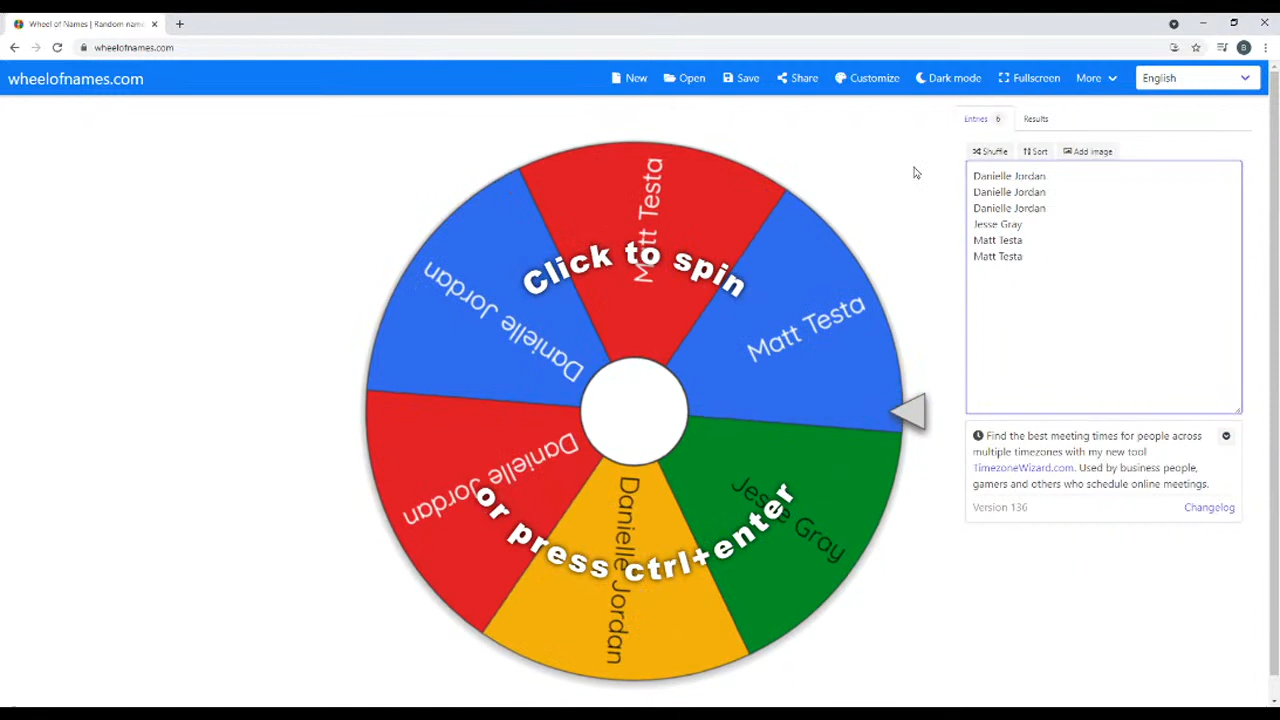 Wheel of Names | Random nam
wheelofnames.com
B
wheelofnames.com
New
Open
Save
Share
Customize
Dark mode
Fullscreen
More
English
Entries 6
Results
Shuffle
Sort
Add image
Danielle Jordan
Danielle Jordan
Danielle Jordan
Jesse Gray
Matt Testa
Matt Testa
Click to spin
or press ctrl+enter
Matt Testa
Matt Testa
Jesse Gray
Danielle Jordan
Danielle Jordan
Danielle Jordan
Find the best meeting times for people across
multiple timezones with my new tool
TimezoneWizard.com. Used by business people,
gamers and others who schedule online meetings.
Version 136
Changelog